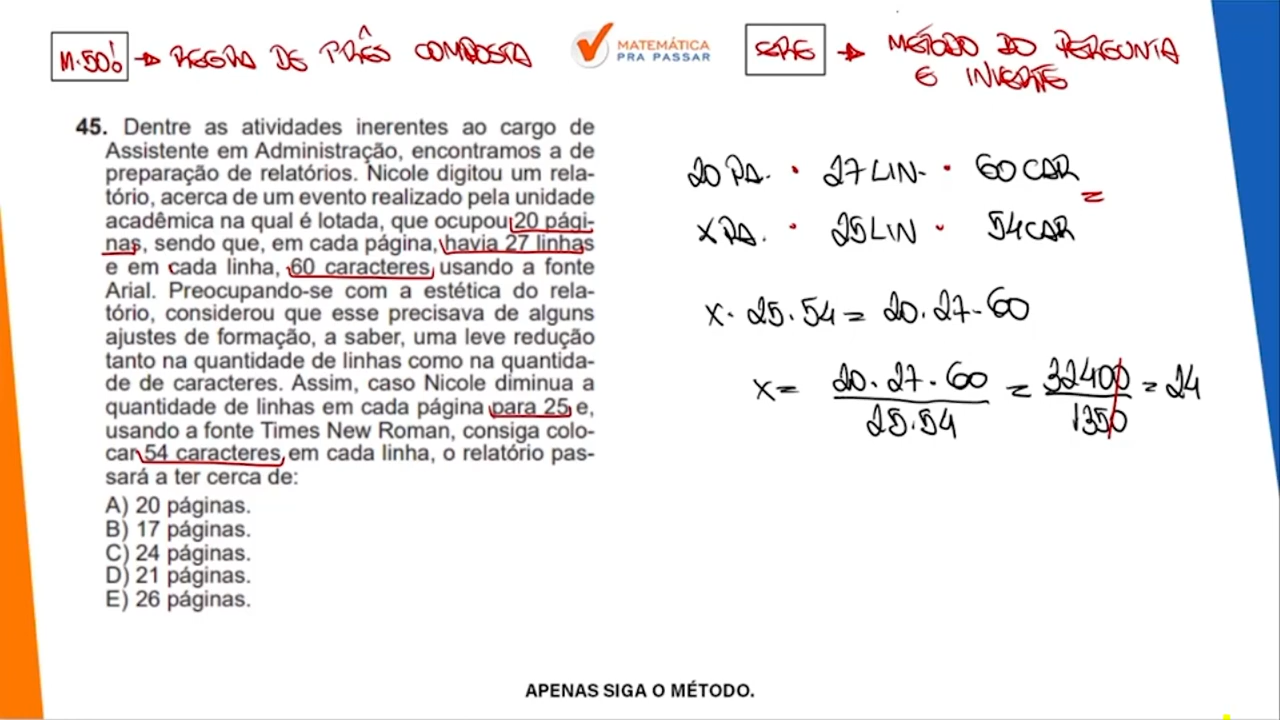 M.50% → REGRA DE TRÊS COMPOSTA
MATEMÁTICA
PRA PASSAR
→ MÉTODO DO PERGUNTA
E INVERTE
45. Dentre as atividades inerentes ao cargo de
Assistente em Administração, encontramos a de
preparação de relatórios. Nicole digitou um rela-
tório, acerca de um evento realizado pela unidade
acadêmica na qual é lotada, que ocupou 20 pági-
nas, sendo que, em cada página, havia 27 linhas
e em cada linha, 60 caracteres usando a fonte
Arial. Preocupando-se com a estética do rela-
tório, considerou que esse precisava de alguns
ajustes de formação, a saber, uma leve redução
tanto na quantidade de linhas como na quantida-
de de caracteres. Assim, caso Nicole diminua a
quantidade de linhas em cada página para 25 e,
usando a fonte Times New Roman, consiga colo-
car 54 caracteres em cada linha, o relatório pas-
sará a ter cerca de:
A) 20 páginas.
B) 17 páginas.
C) 24 páginas.
D) 21 páginas.
E) 26 páginas.
20 PA. · 27 LIN. · 60 CAR =
X PA. · 25 LIN · 54 CAR
X · 25 . 54 = 20 . 27 . 60
X = 20 . 27 . 60 / 25 . 54 = 32400 / 1350 = 24
APENAS SIGA O MÉTODO.